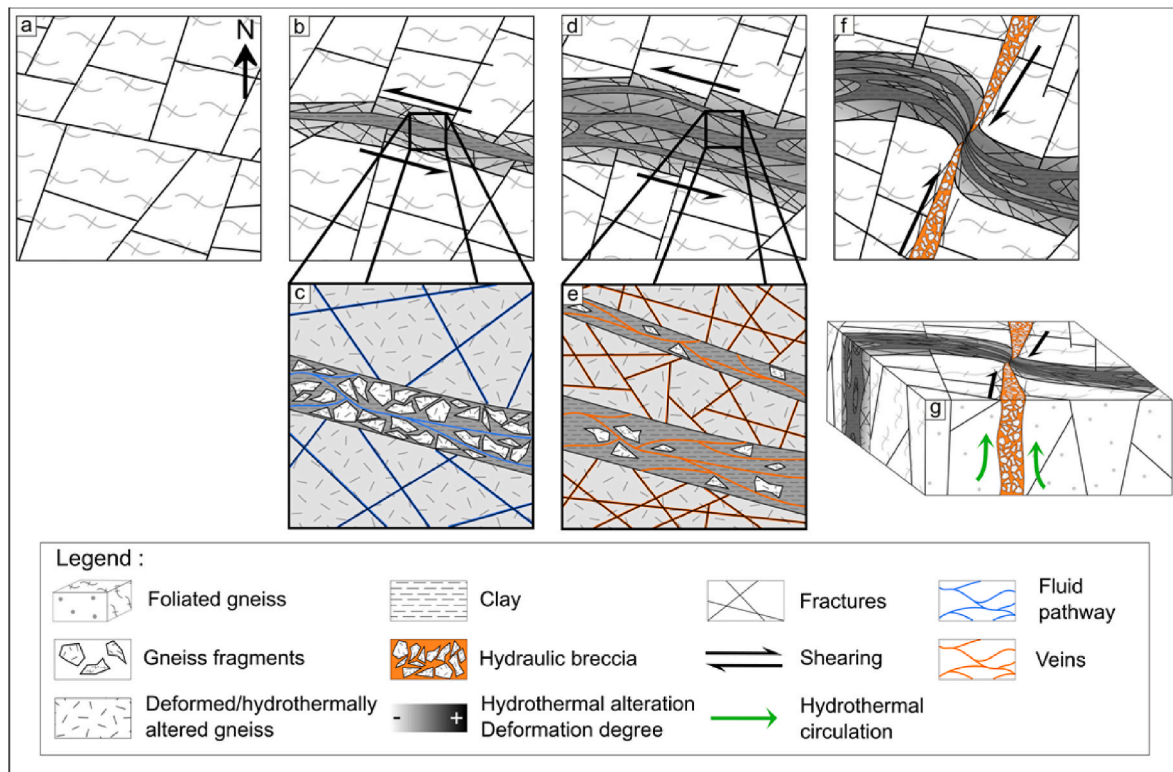 a
N
b
d
f
c
e
g
Legend :
Foliated gneiss
Clay
Fractures
Fluid
pathway
Gneiss fragments
Hydraulic breccia
Shearing
Veins
Deformed/hydrothermally
altered gneiss
- +
Hydrothermal alteration
Deformation degree
Hydrothermal
circulation